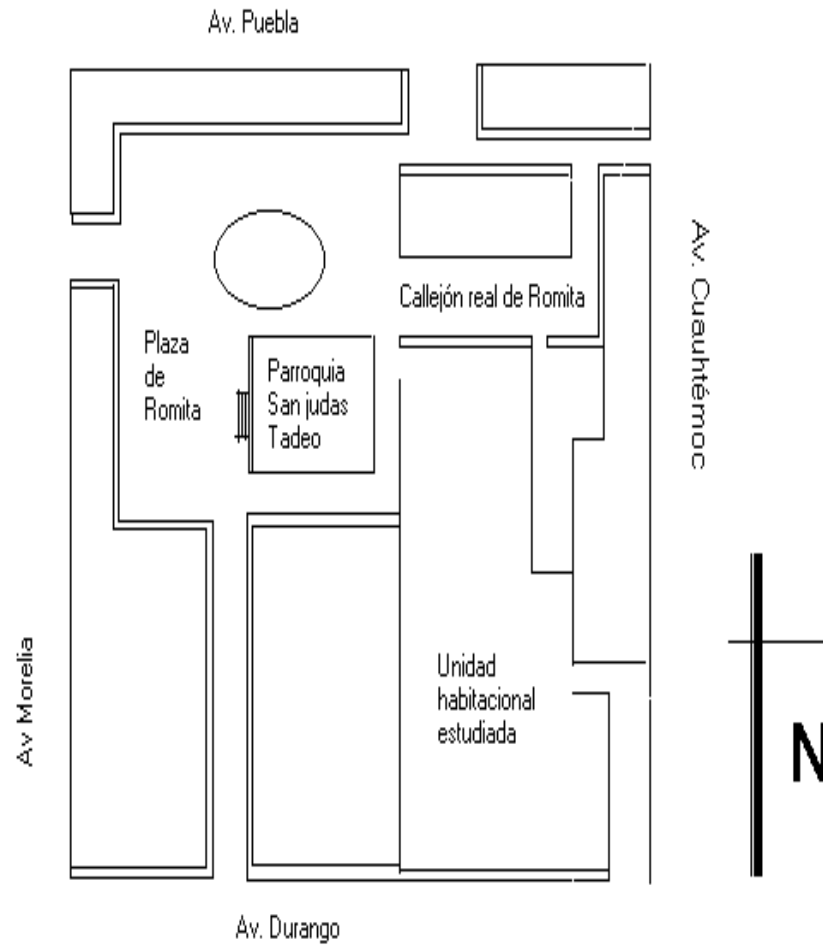 Av. Puebla
Av. Cuauhtémoc
Callejón real de Romita
Plaza
de
Romita
Parroquia
San judas
Tadeo
Unidad
habitacional
estudiada
Av Morelia
N
Av. Durango